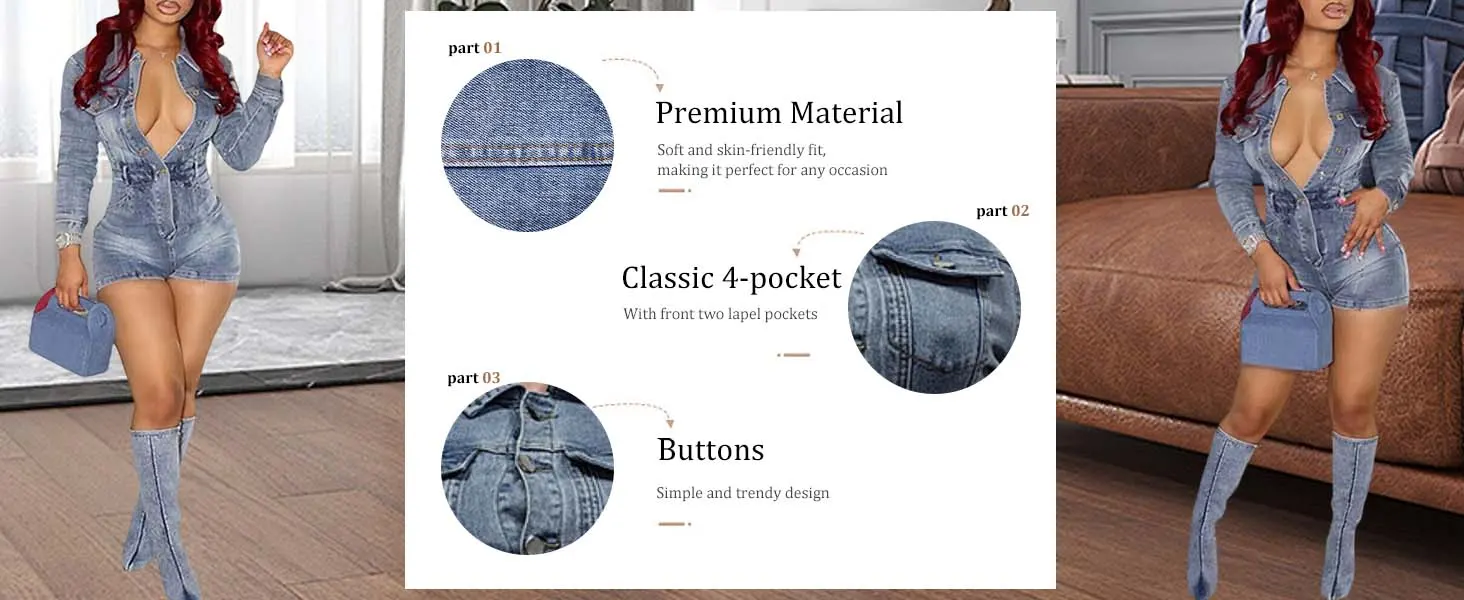 part 01
Premium Material
Soft and skin-friendly fit,
making it perfect for any occasion
part 02
Classic 4-pocket
With front two lapel pockets
part 03
Buttons
Simple and trendy design